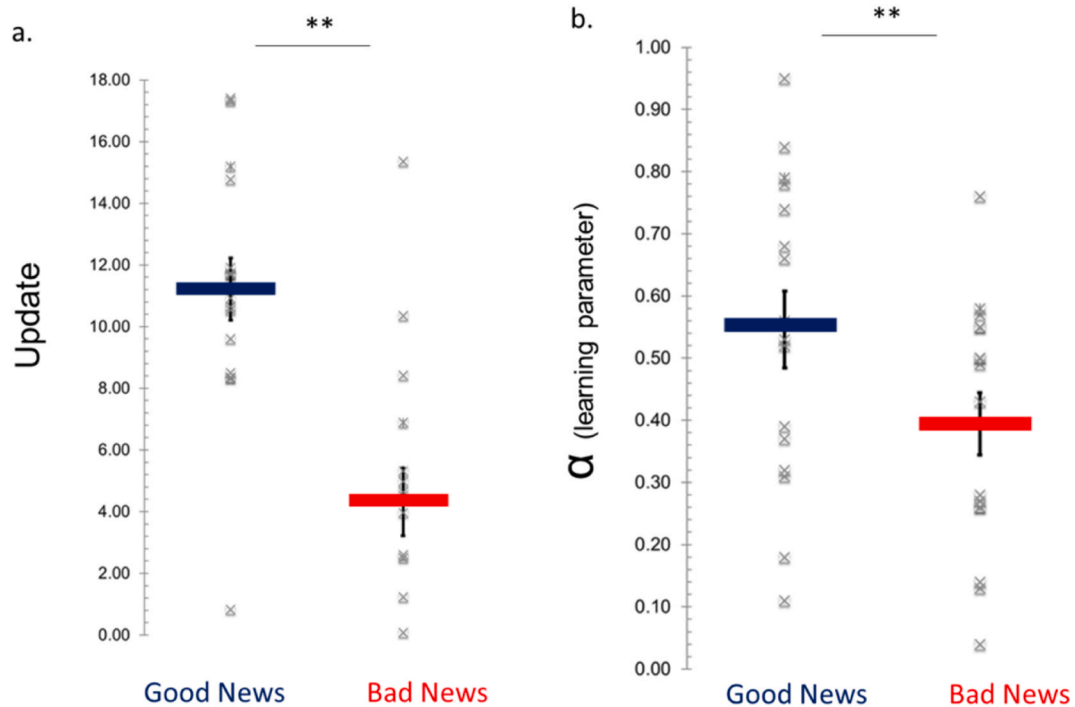 a.
**
18.00
16.00
14.00
12.00
10.00
8.00
6.00
4.00
2.00
0.00
Update
Good News
Bad News
b.
**
1.00
0.90
0.80
0.70
0.60
0.50
0.40
0.30
0.20
0.10
0.00
α (learning parameter)
Good News
Bad News